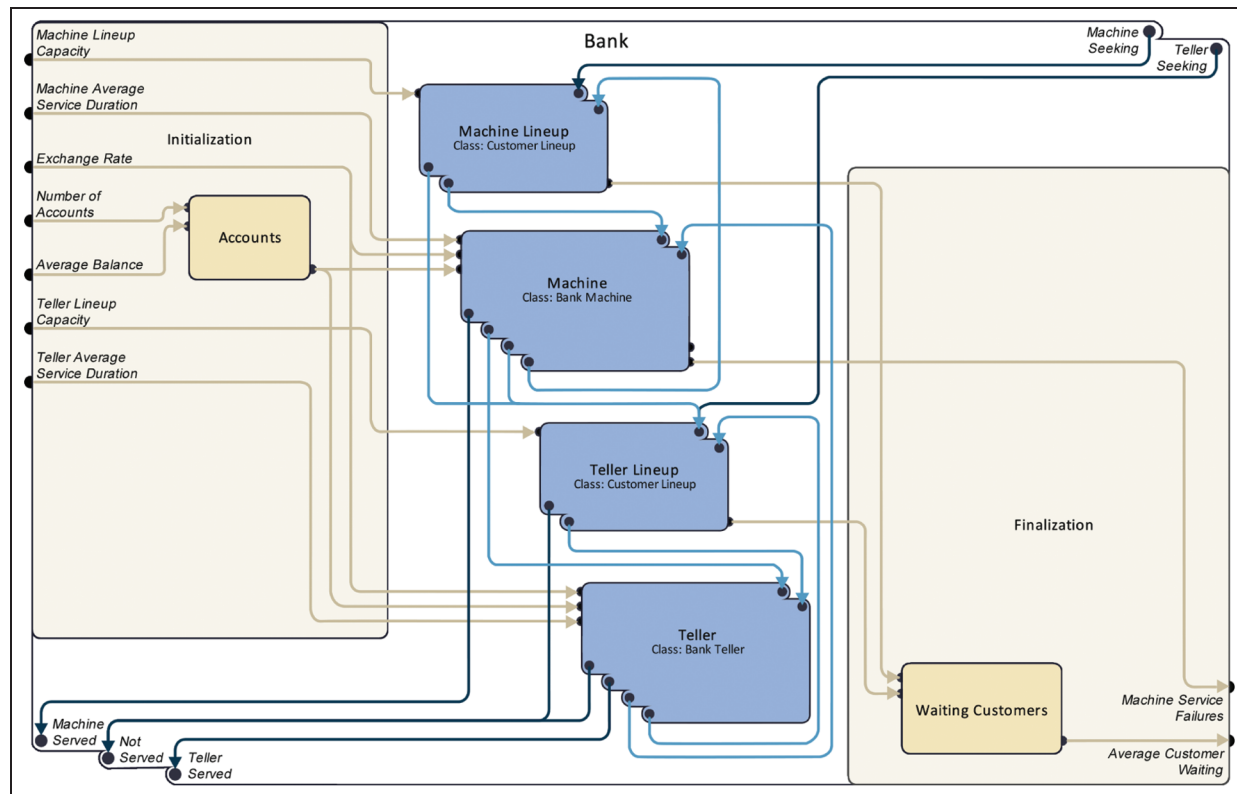 Bank
Machine Lineup
Capacity
Machine Average
Service Duration
Initialization
Exchange Rate
Number of
Accounts
Accounts
Average Balance
Teller Lineup
Capacity
Teller Average
Service Duration
Machine
Seeking
Teller
Seeking
Machine Lineup
Class: Customer Lineup
Machine
Class: Bank Machine
Teller Lineup
Class: Customer Lineup
Teller
Class: Bank Teller
Finalization
Waiting Customers
Machine Service
Failures
Average Customer
Waiting
Machine
Served
Not
Served
Teller
Served